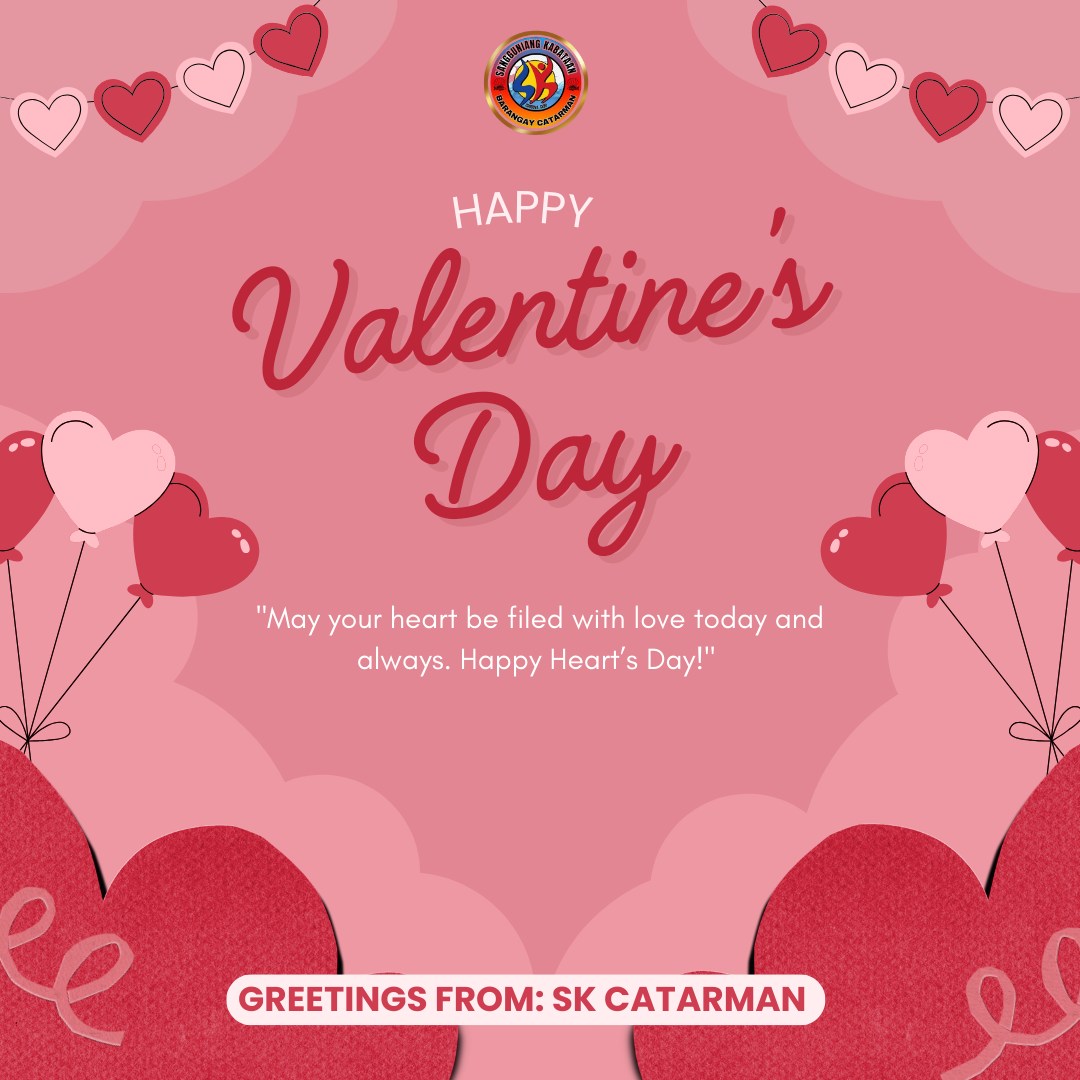 SANGGUNIANG KABATAAN
BARANGAY CATARMAN
HAPPY
Valentine's
Day
"May your heart be filed with love today and
always. Happy Heart’s Day!"
GREETINGS FROM: SK CATARMAN